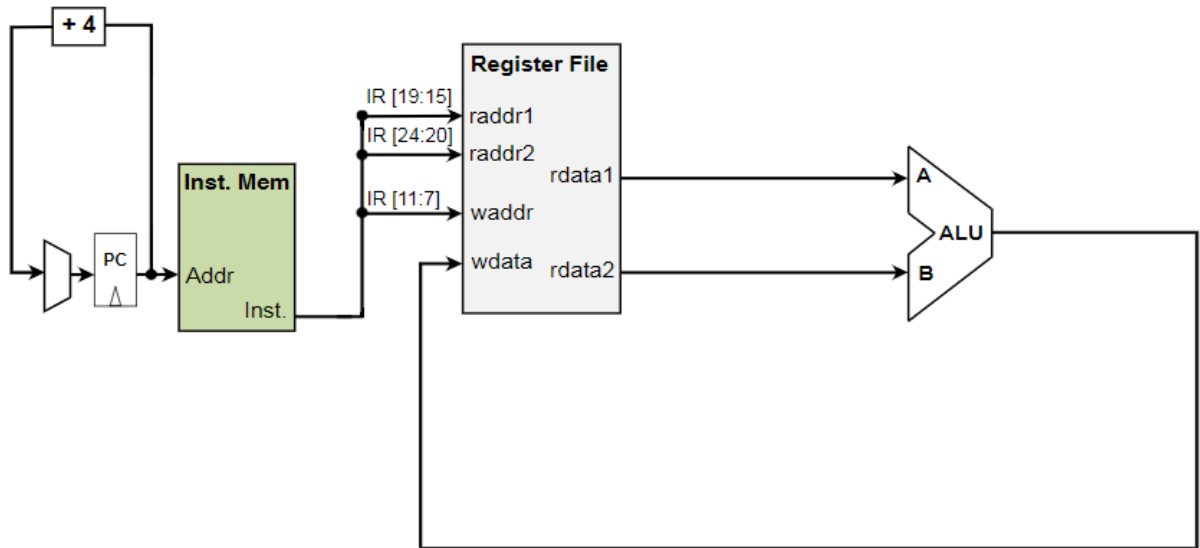 + 4
Register File
IR [19:15]
raddr1
IR [24:20]
raddr2
Inst. Mem
rdata1
A
IR [11:7]
waddr
ALU
PC
wdata
rdata2
B
Addr
Inst.